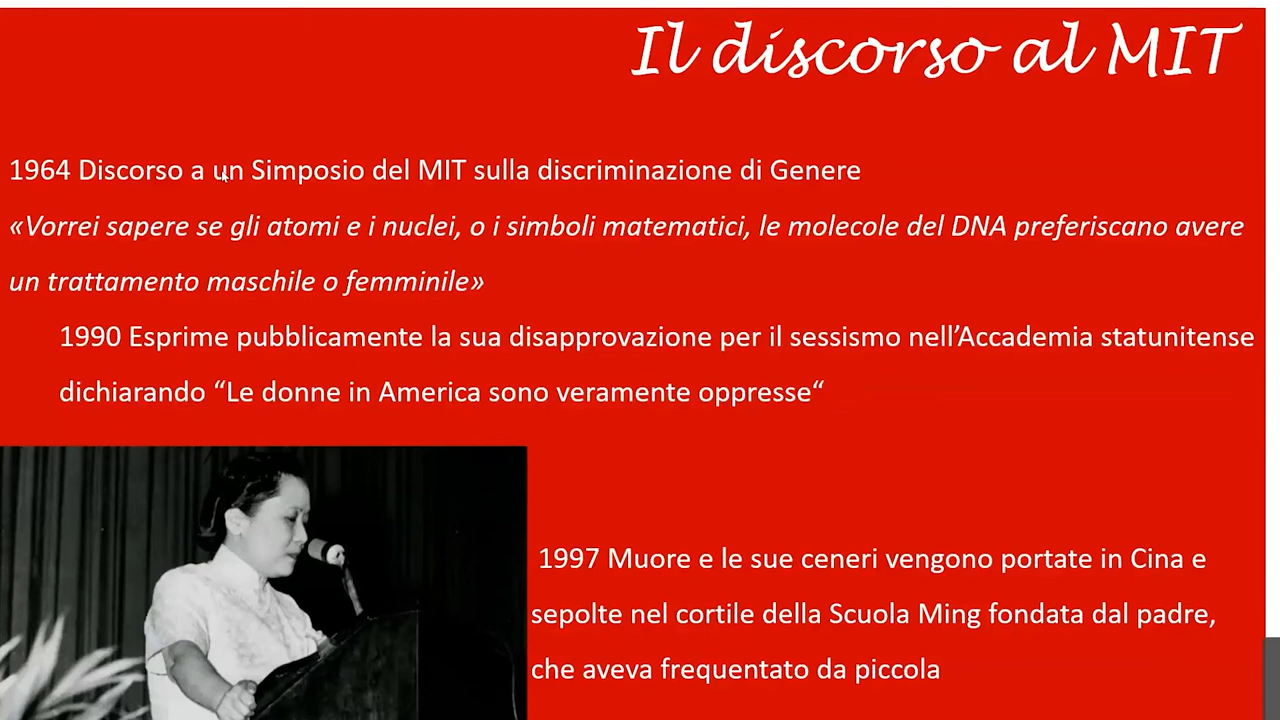 Il discorso al MIT
1964 Discorso a un Simposio del MIT sulla discriminazione di Genere
«Vorrei sapere se gli atomi e i nuclei, o i simboli matematici, le molecole del DNA preferiscano avere
un trattamento maschile o femminile»
1990 Esprime pubblicamente la sua disapprovazione per il sessismo nell’Accademia statunitense
dichiarando “Le donne in America sono veramente oppresse“
1997 Muore e le sue ceneri vengono portate in Cina e
sepolte nel cortile della Scuola Ming fondata dal padre,
che aveva frequentato da piccola